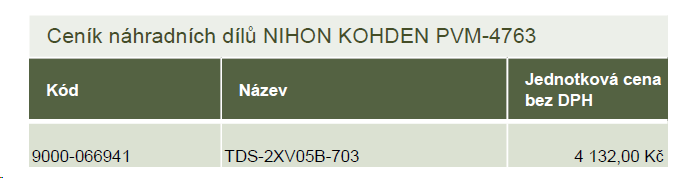 Ceník náhradních dílů NIHON KOHDEN PVM-4763
Kód Název Jednotková cena
bez DPH
9000-066941 TDS-2XV05B-703 4 132,00 Kč